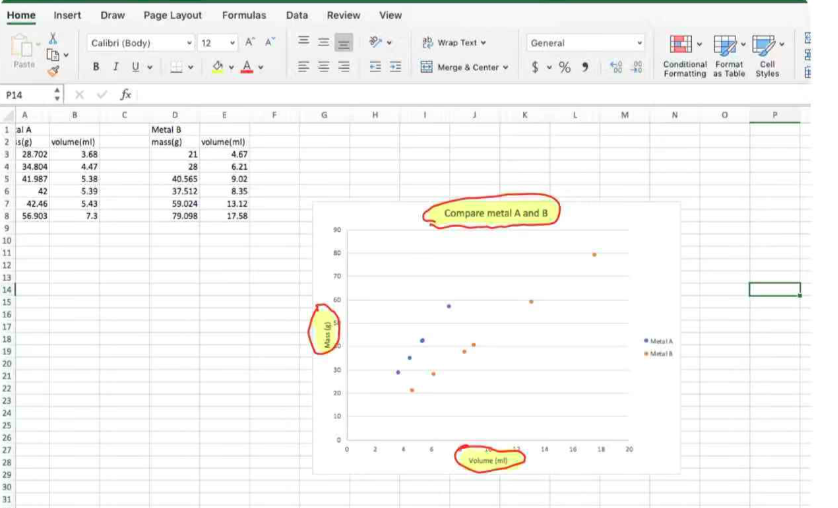 Home Insert Draw Page Layout Formulas Data Review View
Calibri (Body) 12 A^ A˅ Wrap Text General
Paste B I U A Merge & Center $ % Conditional Formatting Format as Table Cell Styles
P14 fx
A B C D E F G H I J K L M N O P
1 al A Metal B
2 s(g) volume(ml) mass(g) volume(ml)
3 28.702 3.68 21 4.67
4 34.804 4.47 28 6.21
5 41.987 5.38 40.565 9.02
6 42 5.39 37.512 8.35
7 42.46 5.43 59.024 13.12
8 56.903 7.3 79.098 17.58
9
10
11
12
13
14
15
16
17
18
19
20
21
22
23
24
25
26
27
28
29
30
31
Compare metal A and B
90
80
70
60
30
20
10
0
Mass (g)
0 2 4 6 14 16 18 20
Volume (ml)
Metal A
Metal B